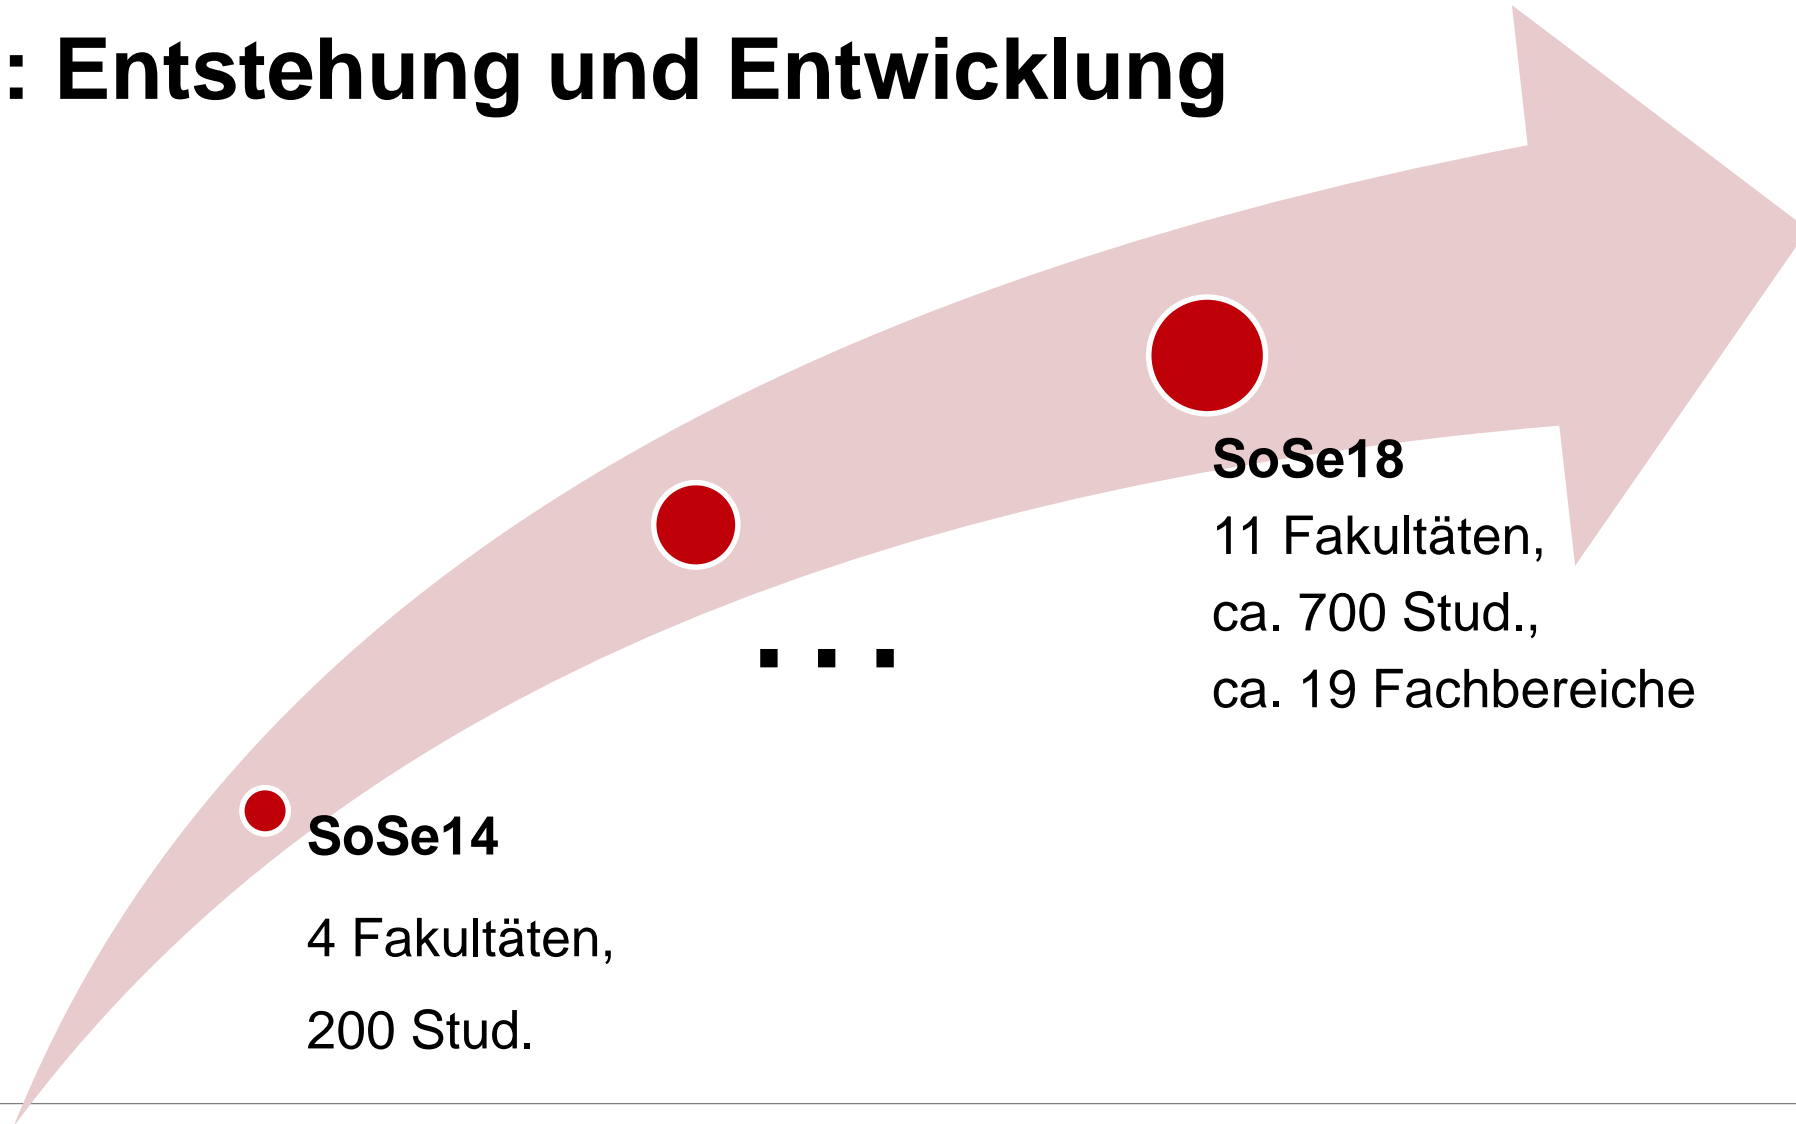 : Entstehung und Entwicklung
SoSe18
11 Fakultäten,
ca. 700 Stud.,
ca. 19 Fachbereiche
...
SoSe14
4 Fakultäten,
200 Stud.